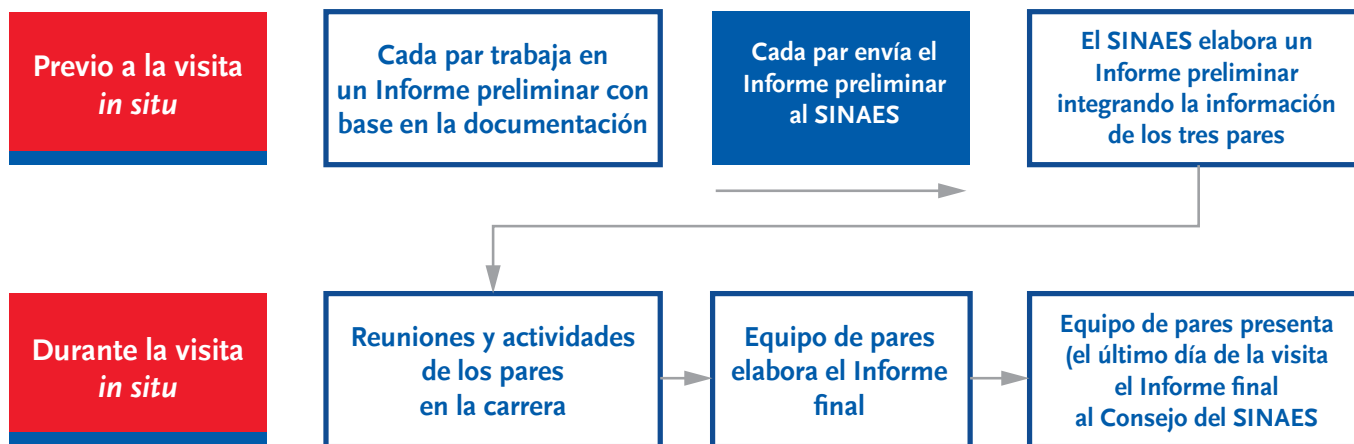 Previo a la visita
in situ
Cada par trabaja en
un Informe preliminar con
base en la documentación
Cada par envía el
Informe preliminar
al SINAES
El SINAES elabora un
Informe preliminar
integrando la información
de los tres pares
Durante la visita
in situ
Reuniones y actividades
de los pares
en la carrera
Equipo de pares
elabora el Informe
final
Equipo de pares presenta
(el último día de la visita
el Informe final
al Consejo del SINAES